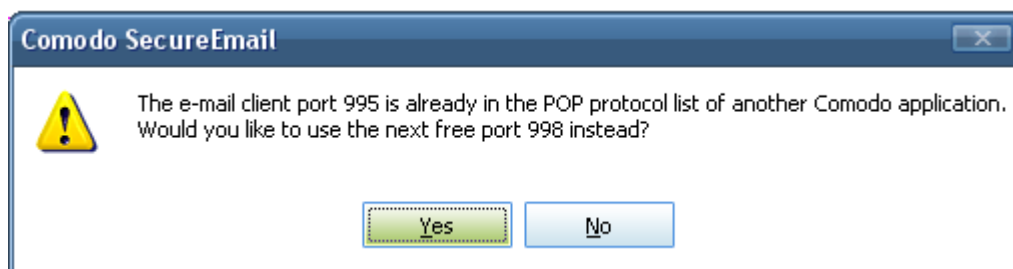 Comodo SecureEmail
The e-mail client port 995 is already in the POP protocol list of another Comodo application.
Would you like to use the next free port 998 instead?
Yes
No